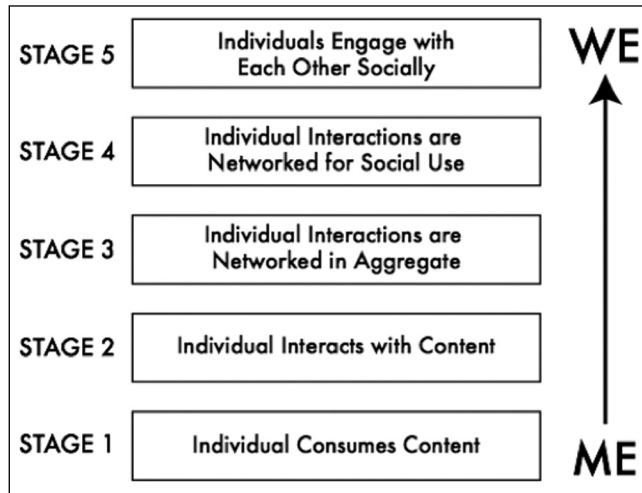 STAGE 5
Individuals Engage with
Each Other Socially
WE
STAGE 4
Individual Interactions are
Networked for Social Use
STAGE 3
Individual Interactions are
Networked in Aggregate
STAGE 2
Individual Interacts with Content
STAGE 1
Individual Consumes Content
ME